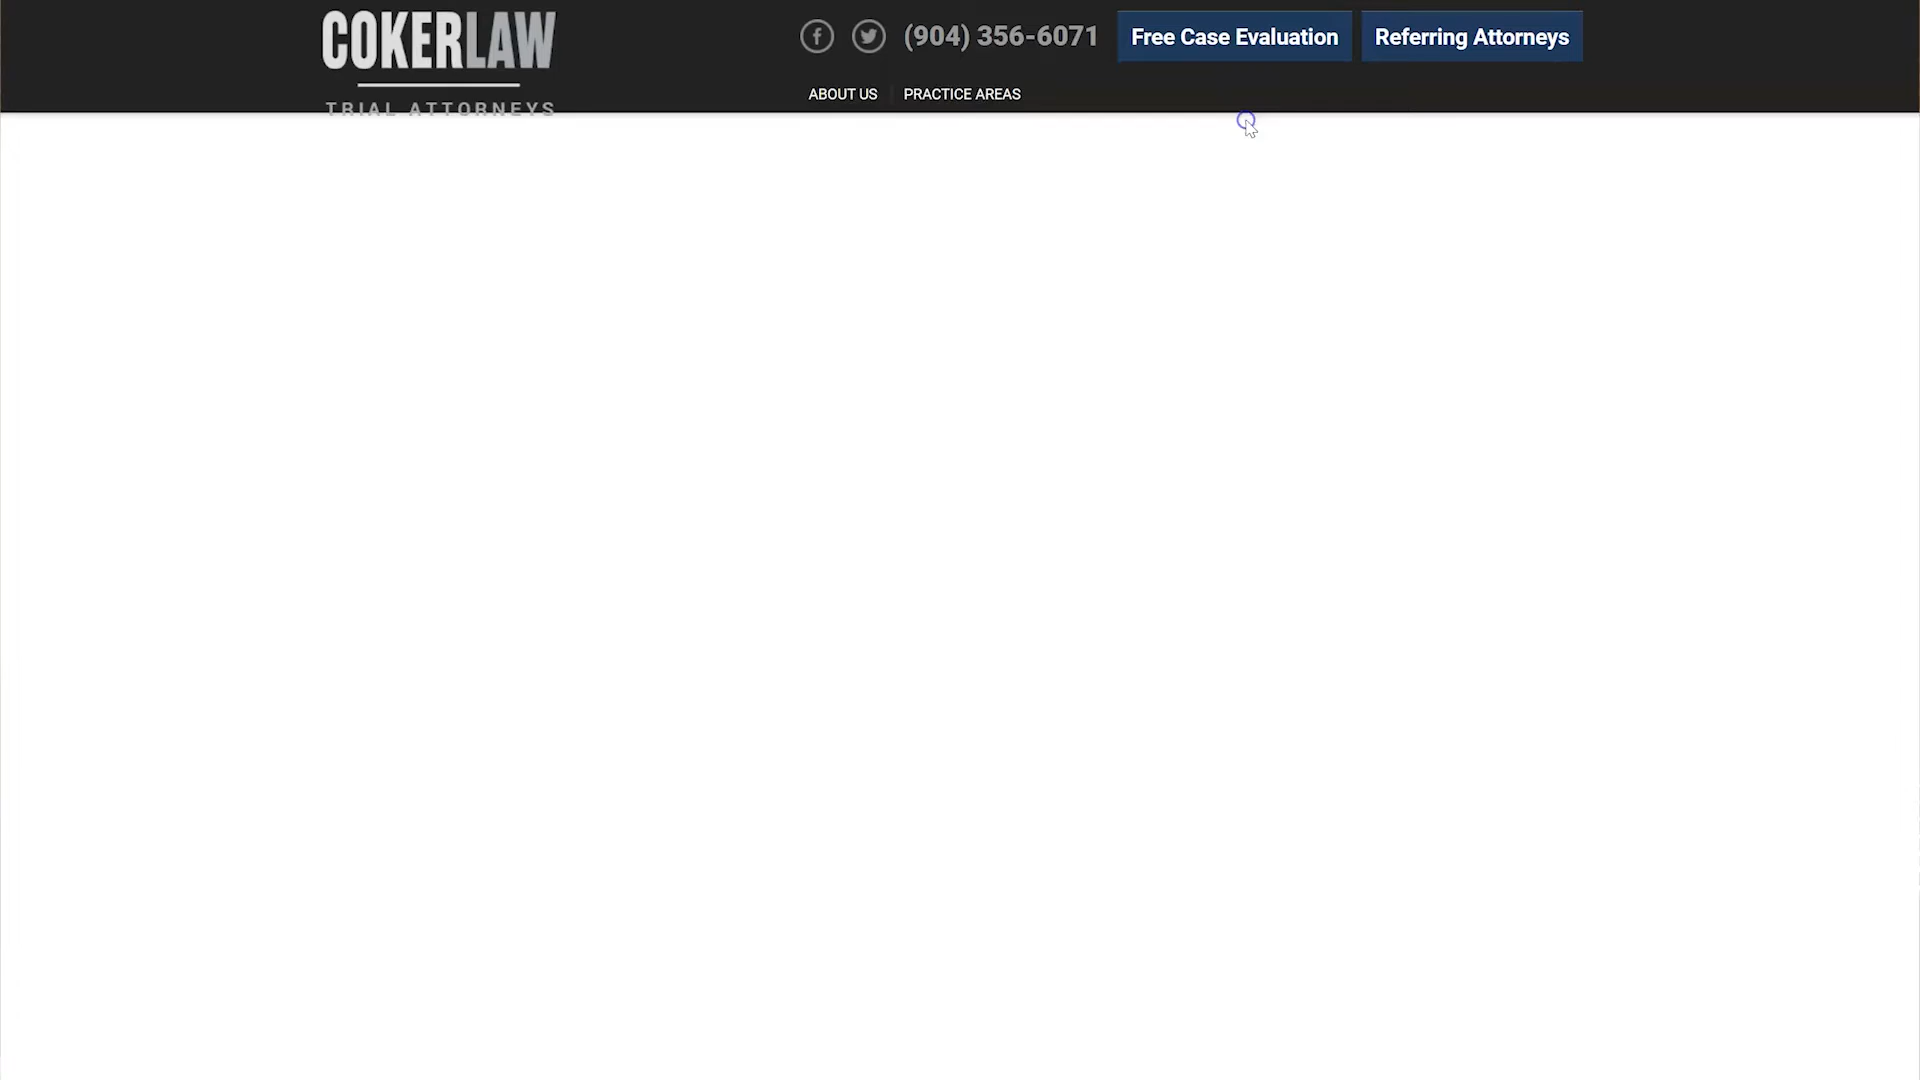 COKERLAW
TRIAL ATTORNEYS
(904) 356-6071
Free Case Evaluation
Referring Attorneys
ABOUT US
PRACTICE AREAS